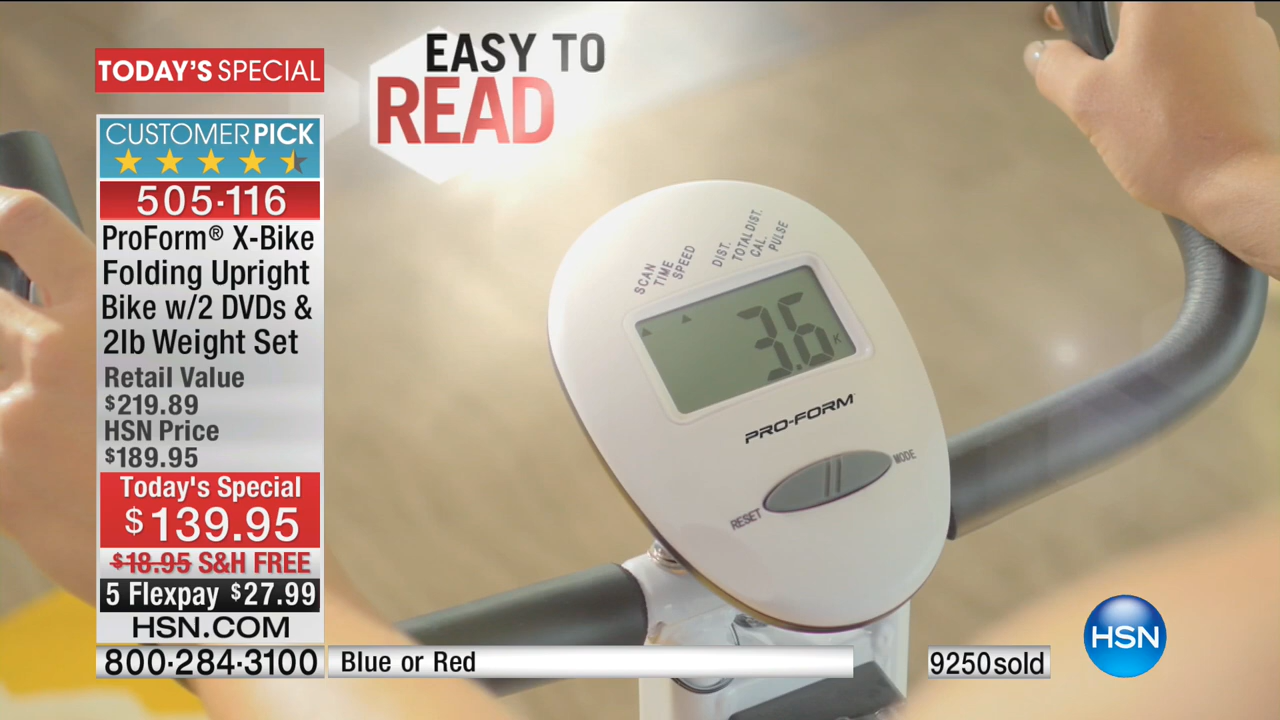 TODAY'S SPECIAL
CUSTOMER PICK
505·116
ProForm® X-Bike
Folding Upright
Bike w/2 DVDs &
2lb Weight Set
Retail Value
$219.89
HSN Price
$189.95
Today's Special
$139.95
$18.95 S&H FREE
5 Flexpay $27.99
HSN.COM
800·284·3100
Blue or Red
9250 sold
HSN
EASY TO
READ
SCAN
TIME
SPEED
DIST.
TOTAL DIST.
CAL.
PULSE
3.6 K
PRO-FORM
RESET
MODE